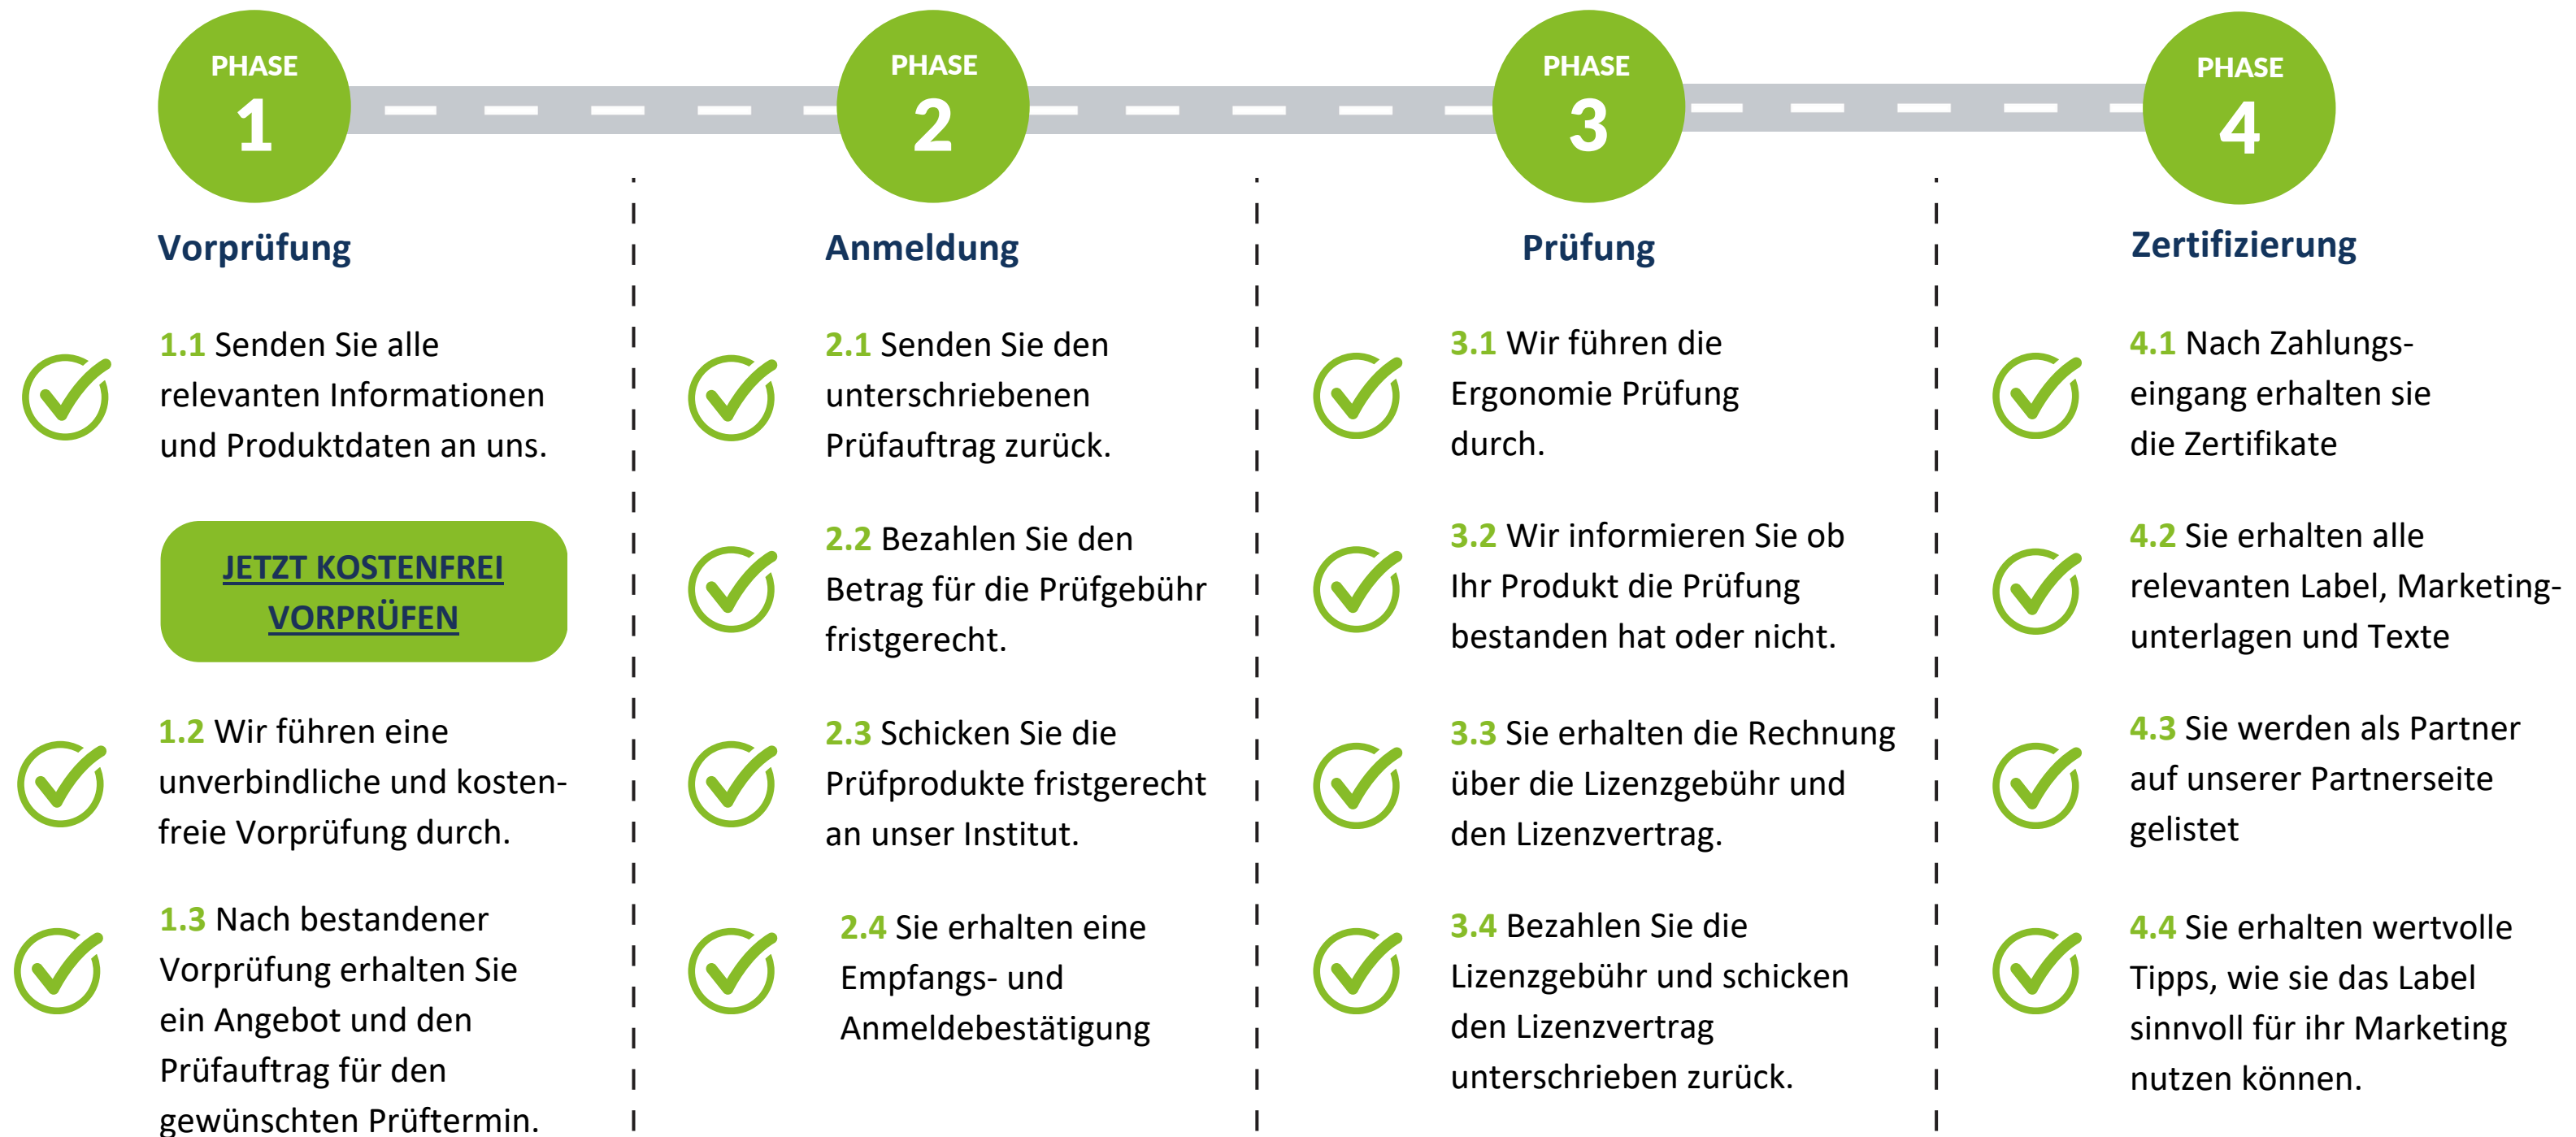 PHASE
1
Vorprüfung
1.1 Senden Sie alle
relevanten Informationen
und Produktdaten an uns.
JETZT KOSTENFREI
VORPRÜFEN
1.2 Wir führen eine
unverbindliche und kosten-
freie Vorprüfung durch.
1.3 Nach bestandener
Vorprüfung erhalten Sie
ein Angebot und den
Prüfauftrag für den
gewünschten Prüftermin.
PHASE
2
Anmeldung
2.1 Senden Sie den
unterschriebenen
Prüfauftrag zurück.
2.2 Bezahlen Sie den
Betrag für die Prüfgebühr
fristgerecht.
2.3 Schicken Sie die
Prüfprodukte fristgerecht
an unser Institut.
2.4 Sie erhalten eine
Empfangs- und
Anmeldebestätigung
PHASE
3
Prüfung
3.1 Wir führen die
Ergonomie Prüfung
durch.
3.2 Wir informieren Sie ob
Ihr Produkt die Prüfung
bestanden hat oder nicht.
3.3 Sie erhalten die Rechnung
über die Lizenzgebühr und
den Lizenzvertrag.
3.4 Bezahlen Sie die
Lizenzgebühr und schicken
den Lizenzvertrag
unterschrieben zurück.
PHASE
4
Zertifizierung
4.1 Nach Zahlungs-
eingang erhalten sie
die Zertifikate
4.2 Sie erhalten alle
relevanten Label, Marketing-
unterlagen und Texte
4.3 Sie werden als Partner
auf unserer Partnerseite
gelistet
4.4 Sie erhalten wertvolle
Tipps, wie sie das Label
sinnvoll für ihr Marketing
nutzen können.